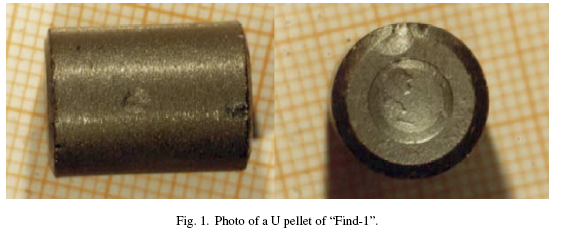 Fig. 1. Photo of a U pellet of “Find-1”.